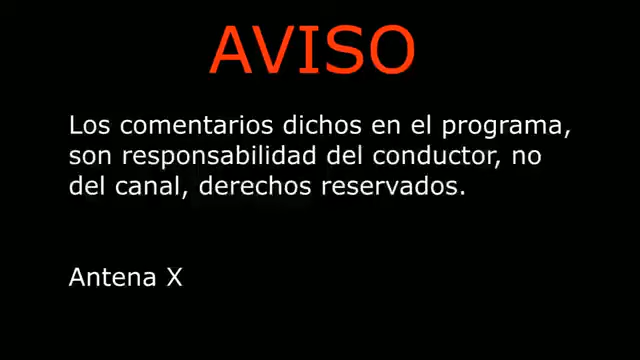 AVISO
Los comentarios dichos en el programa,
son responsabilidad del conductor, no
del canal, derechos reservados.
Antena X